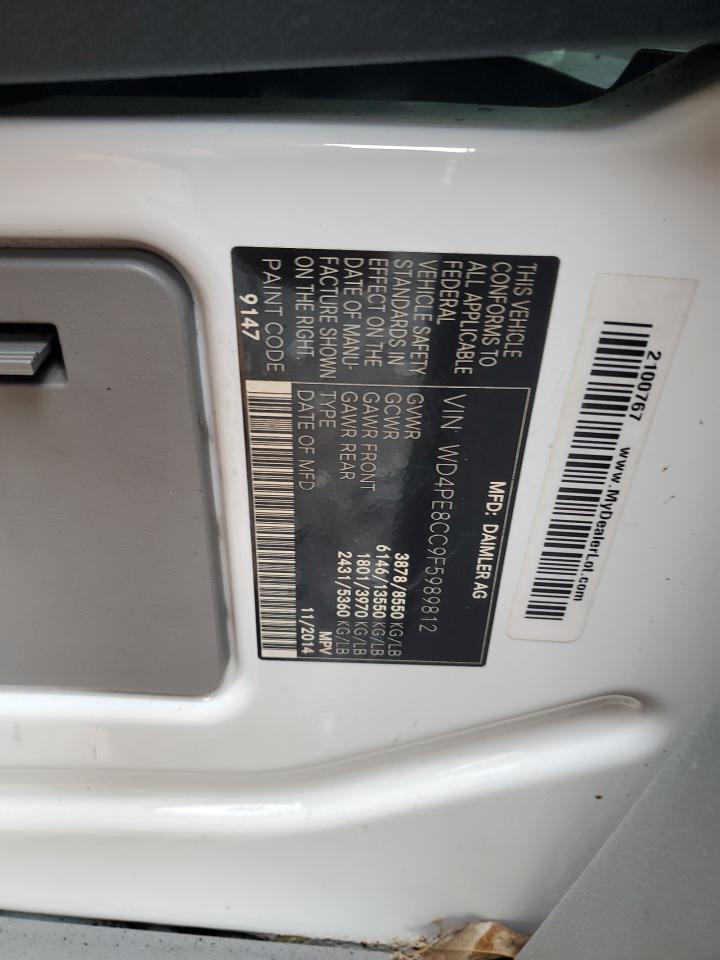 2100767 www.MyDealerLot.com
MFD: DAIMLER AG
VIN: WD4PE8CC9F5989812
THIS VEHICLE
CONFORMS TO
ALL APPLICABLE
FEDERAL
VEHICLE SAFETY
STANDARDS IN
EFFECT ON THE
DATE OF MANU-
FACTURE SHOWN
ON THE RIGHT.
PAINT CODE
9147
GVWR 3878/8550 KG/LB
GCWR 6146/13550 KG/LB
GAWR FRONT 1801/3970 KG/LB
GAWR REAR 2431/5360 KG/LB
TYPE MPV
DATE OF MFD 11/2014